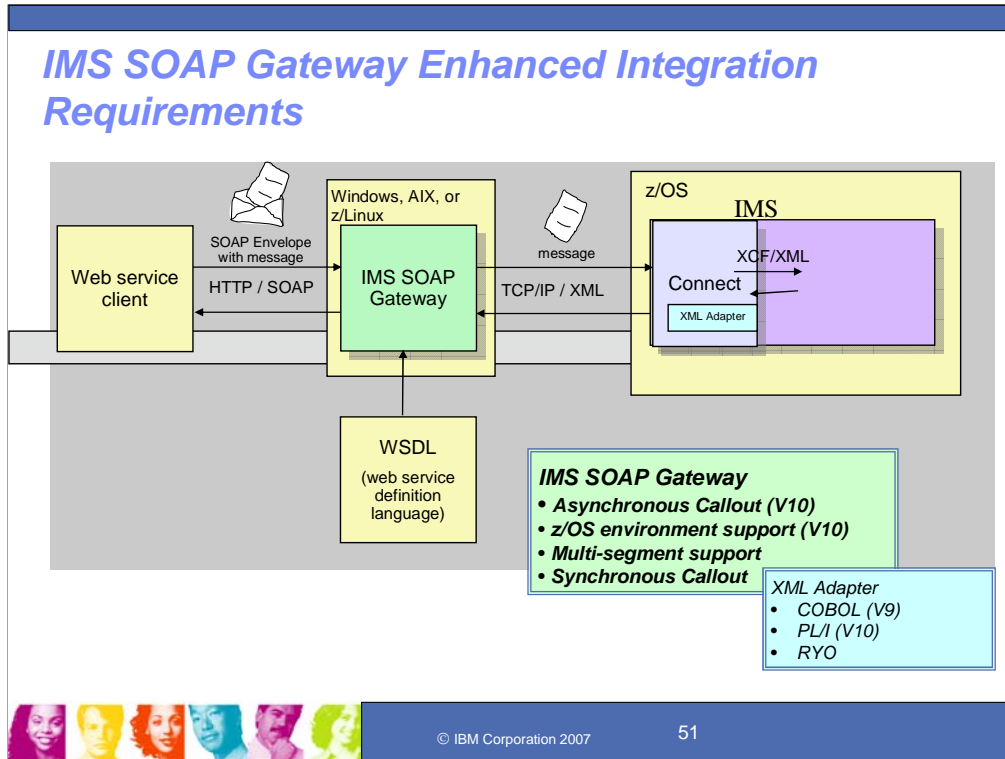 IMS SOAP Gateway Enhanced Integration
Requirements
SOAP Envelope
with message
HTTP / SOAP
Web service
client
Windows, AIX, or
z/Linux
IMS SOAP
Gateway
message
TCP/IP / XML
z/OS
IMS
XCF/XML
Connect
XML Adapter
WSDL
(web service
definition
language)
IMS SOAP Gateway
• Asynchronous Callout (V10)
• z/OS environment support (V10)
• Multi-segment support
• Synchronous Callout
XML Adapter
• COBOL (V9)
• PL/I (V10)
• RYO
© IBM Corporation 2007
51